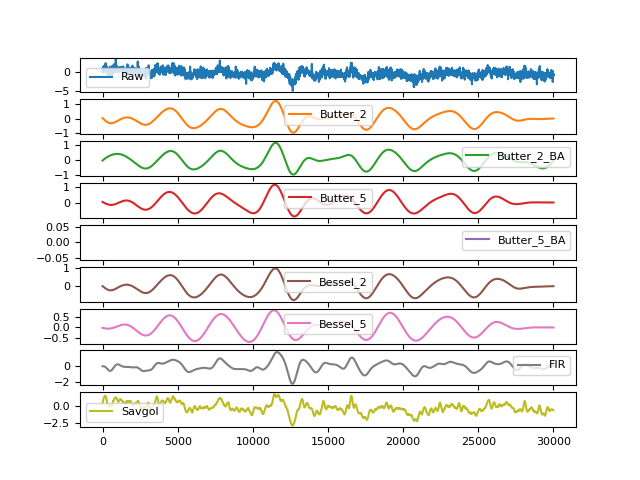 0
−5
Raw
1
0
−1
Butter_2
1
0
−1
Butter_2_BA
1
0
Butter_5
0.05
0.00
−0.05
Butter_5_BA
1
0
Bessel_2
0.5
0.0
−0.5
Bessel_5
0
−2
FIR
0.0
−2.5
Savgol
0 5000 10000 15000 20000 25000 30000